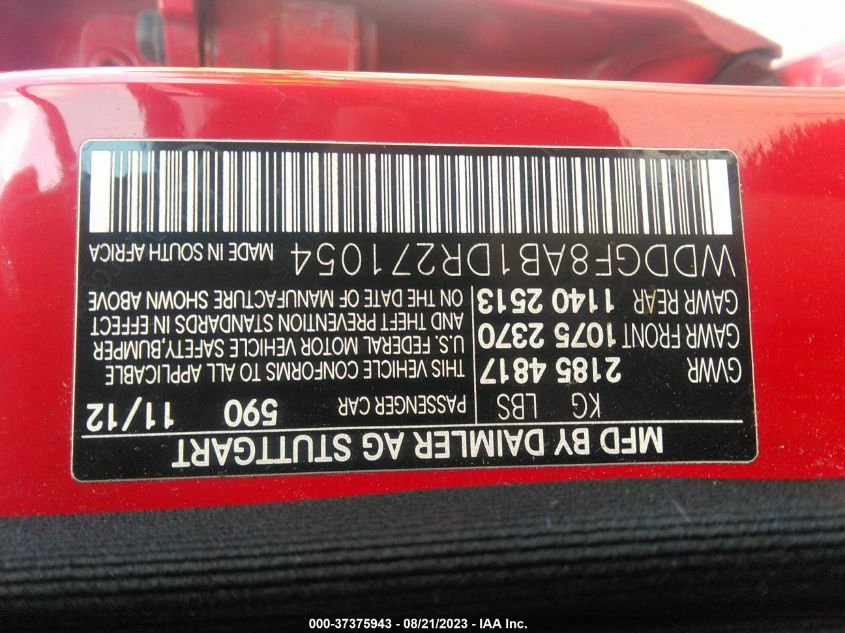 MFD BY DAIMLER AG STUTTGART
KG LBS PASSENGER CAR 590 11/12
GVWR 2185 4817
GAWR FRONT 1075 2370
GAWR REAR 1140 2513
THIS VEHICLE CONFORMS TO ALL APPLICABLE
U.S. FEDERAL MOTOR VEHICLE SAFETY,BUMPER
AND THEFT PREVENTION STANDARDS IN EFFECT
ON THE DATE OF MANUFACTURE SHOWN ABOVE
WDDGF8AB1DR271054 MADE IN SOUTH AFRICA
000-37375943 - 08/21/2023 - IAA Inc.